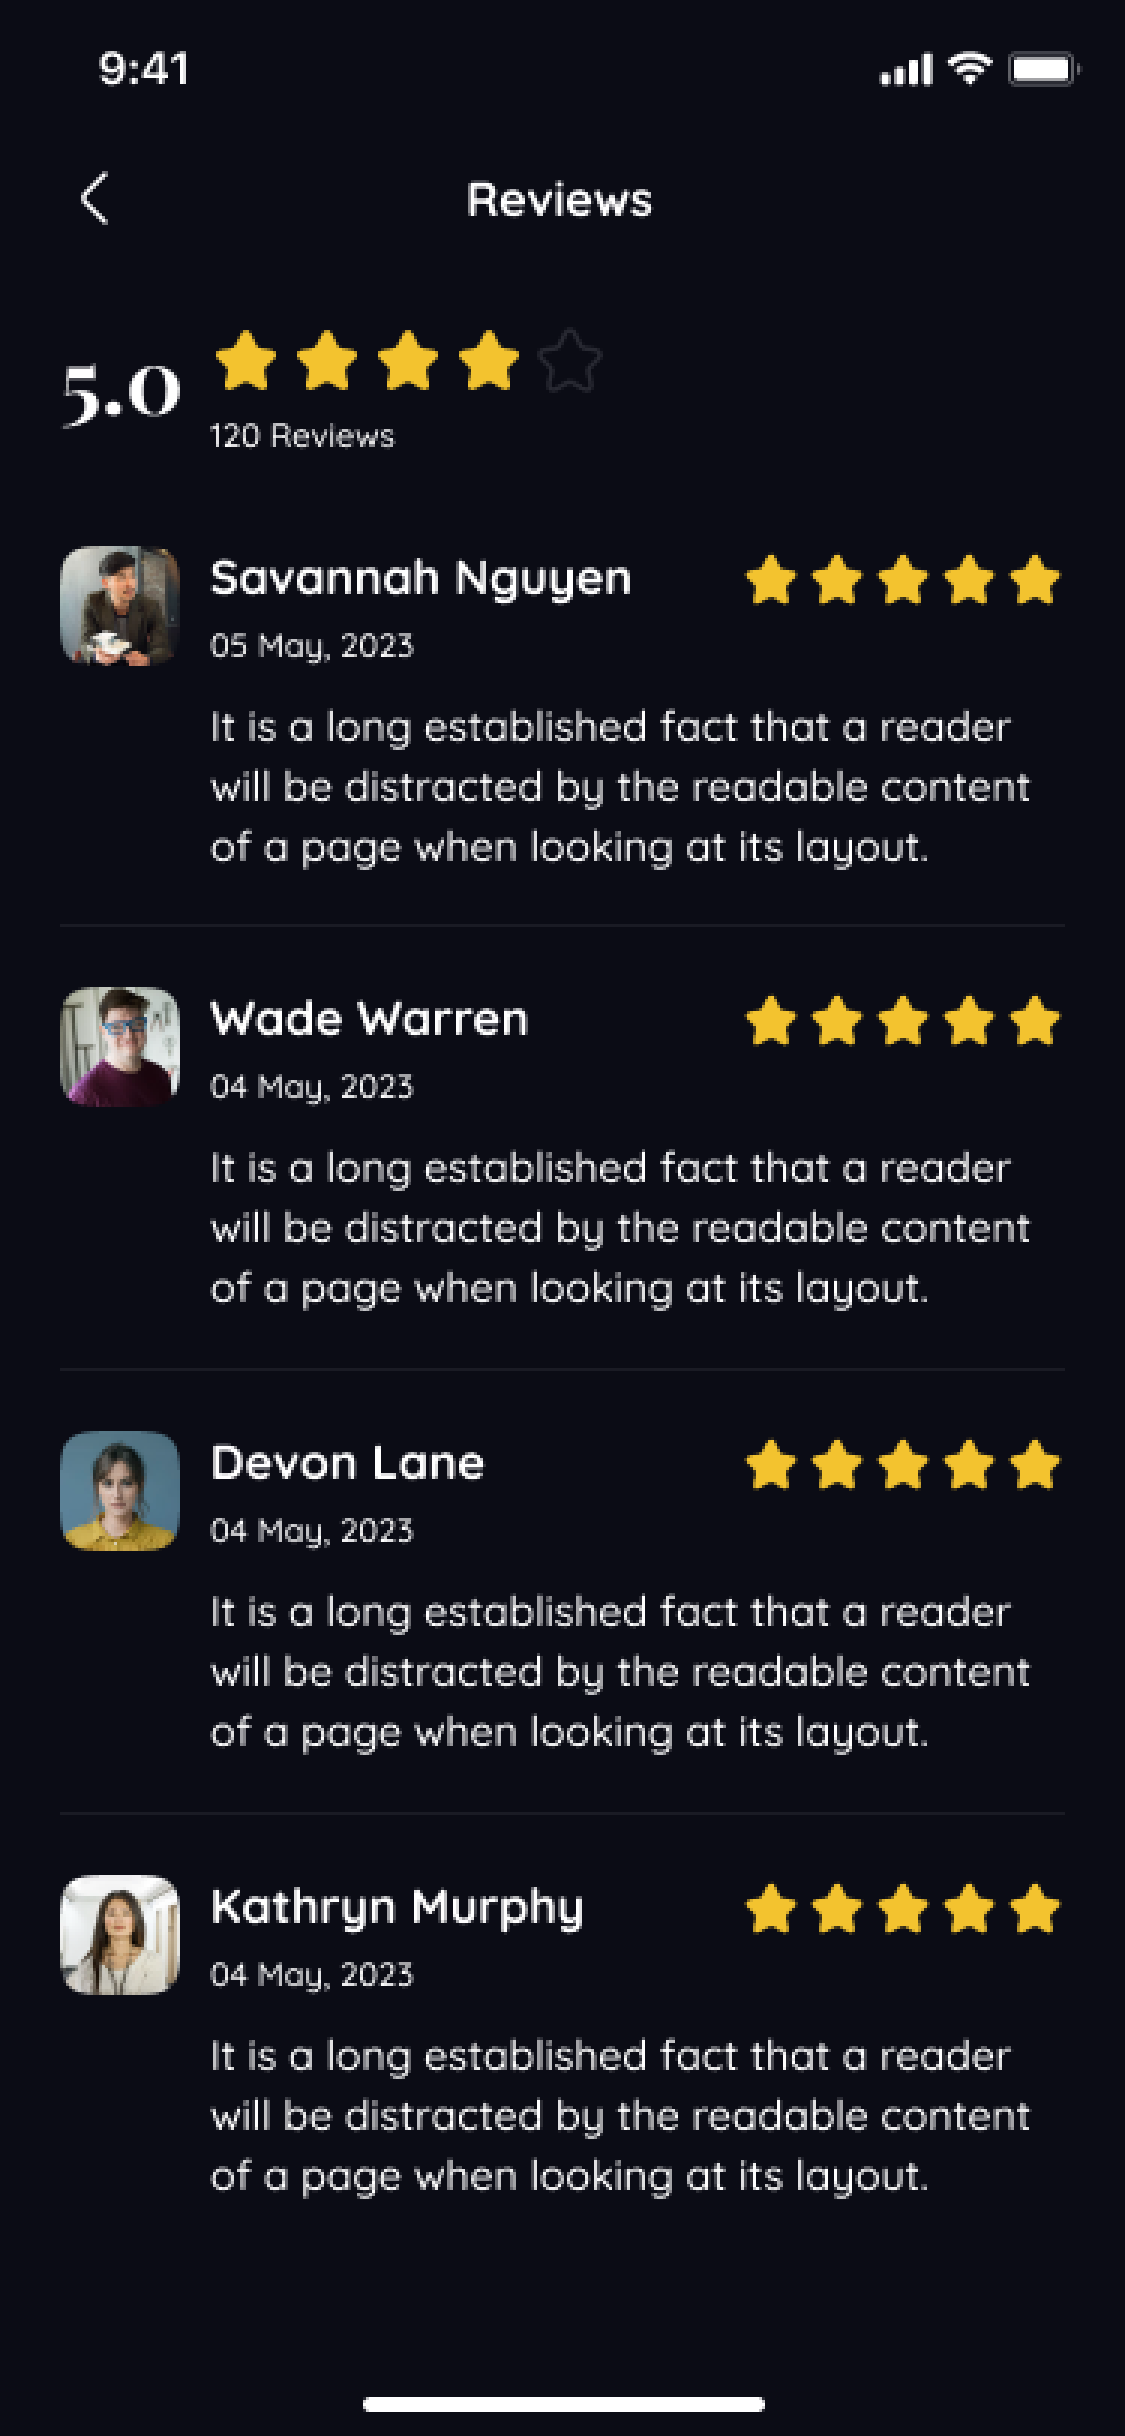 9:41
Reviews
5.0
120 Reviews
Savannah Nguyen
05 May, 2023
It is a long established fact that a reader
will be distracted by the readable content
of a page when looking at its layout.
Wade Warren
04 May, 2023
It is a long established fact that a reader
will be distracted by the readable content
of a page when looking at its layout.
Devon Lane
04 May, 2023
It is a long established fact that a reader
will be distracted by the readable content
of a page when looking at its layout.
Kathryn Murphy
04 May, 2023
It is a long established fact that a reader
will be distracted by the readable content
of a page when looking at its layout.